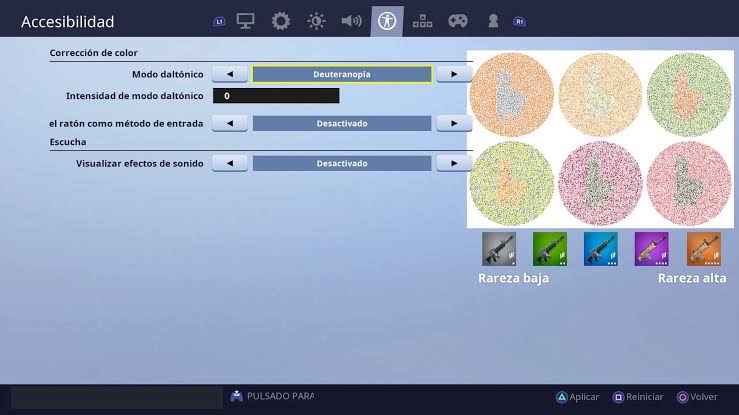 Accesibilidad
L1
R1
Corrección de color
Modo daltónico
Deuteranopía
Intensidad de modo daltónico
0
el ratón como método de entrada
Desactivado
Escucha
Visualizar efectos de sonido
Desactivado
Rareza baja
Rareza alta
PULSADO PARA
Aplicar
Reiniciar
Volver